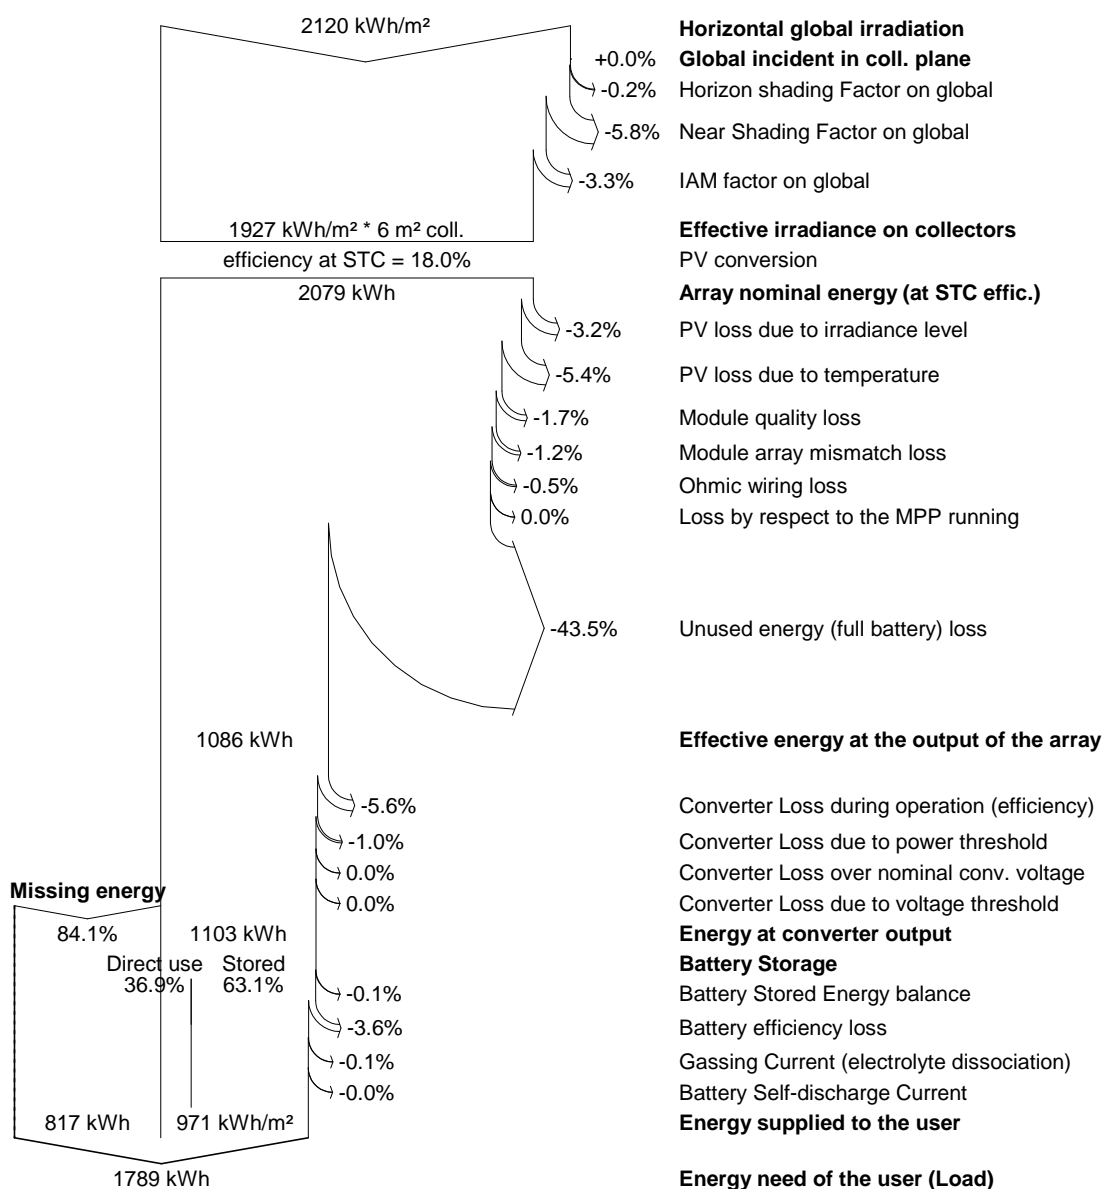 2120 kWh/m² Horizontal global irradiation
+0.0% Global incident in coll. plane
-0.2% Horizon shading Factor on global
-5.8% Near Shading Factor on global
-3.3% IAM factor on global
1927 kWh/m² * 6 m² coll. Effective irradiance on collectors
efficiency at STC = 18.0% PV conversion
2079 kWh Array nominal energy (at STC effic.)
-3.2% PV loss due to irradiance level
-5.4% PV loss due to temperature
-1.7% Module quality loss
-1.2% Module array mismatch loss
-0.5% Ohmic wiring loss
0.0% Loss by respect to the MPP running
-43.5% Unused energy (full battery) loss
1086 kWh Effective energy at the output of the array
-5.6% Converter Loss during operation (efficiency)
-1.0% Converter Loss due to power threshold
0.0% Converter Loss over nominal conv. voltage
Missing energy
0.0% Converter Loss due to voltage threshold
84.1% 1103 kWh Energy at converter output
Direct use Stored Battery Storage
36.9% 63.1%
-0.1% Battery Stored Energy balance
-3.6% Battery efficiency loss
-0.1% Gassing Current (electrolyte dissociation)
-0.0% Battery Self-discharge Current
817 kWh 971 kWh/m² Energy supplied to the user
1789 kWh Energy need of the user (Load)